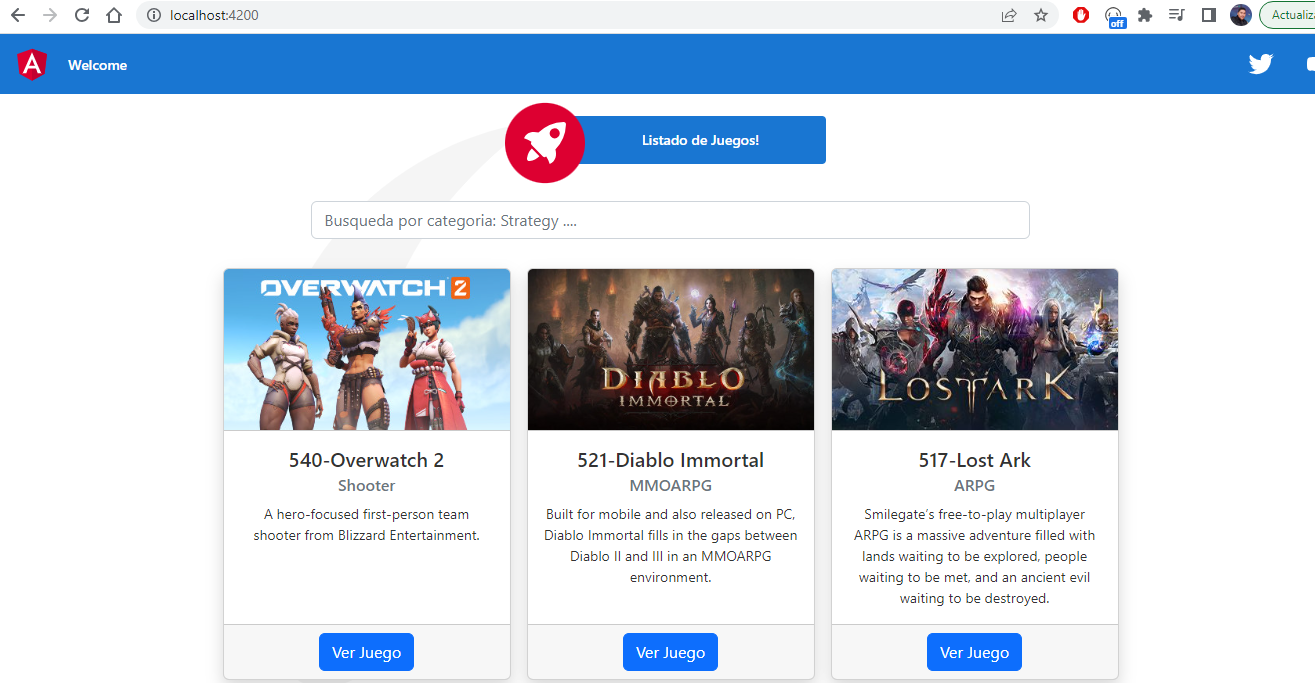 localhost:4200
off
Actualiza
Welcome
Listado de Juegos!
Busqueda por categoria: Strategy ....
OVERWATCH 2
DIABLO
IMMORTAL
LOST ARK
540-Overwatch 2
Shooter
A hero-focused first-person team
shooter from Blizzard Entertainment.
Ver Juego
521-Diablo Immortal
MMOARPG
Built for mobile and also released on PC,
Diablo Immortal fills in the gaps between
Diablo II and III in an MMOARPG
environment.
Ver Juego
517-Lost Ark
ARPG
Smilegate’s free-to-play multiplayer
ARPG is a massive adventure filled with
lands waiting to be explored, people
waiting to be met, and an ancient evil
waiting to be destroyed.
Ver Juego